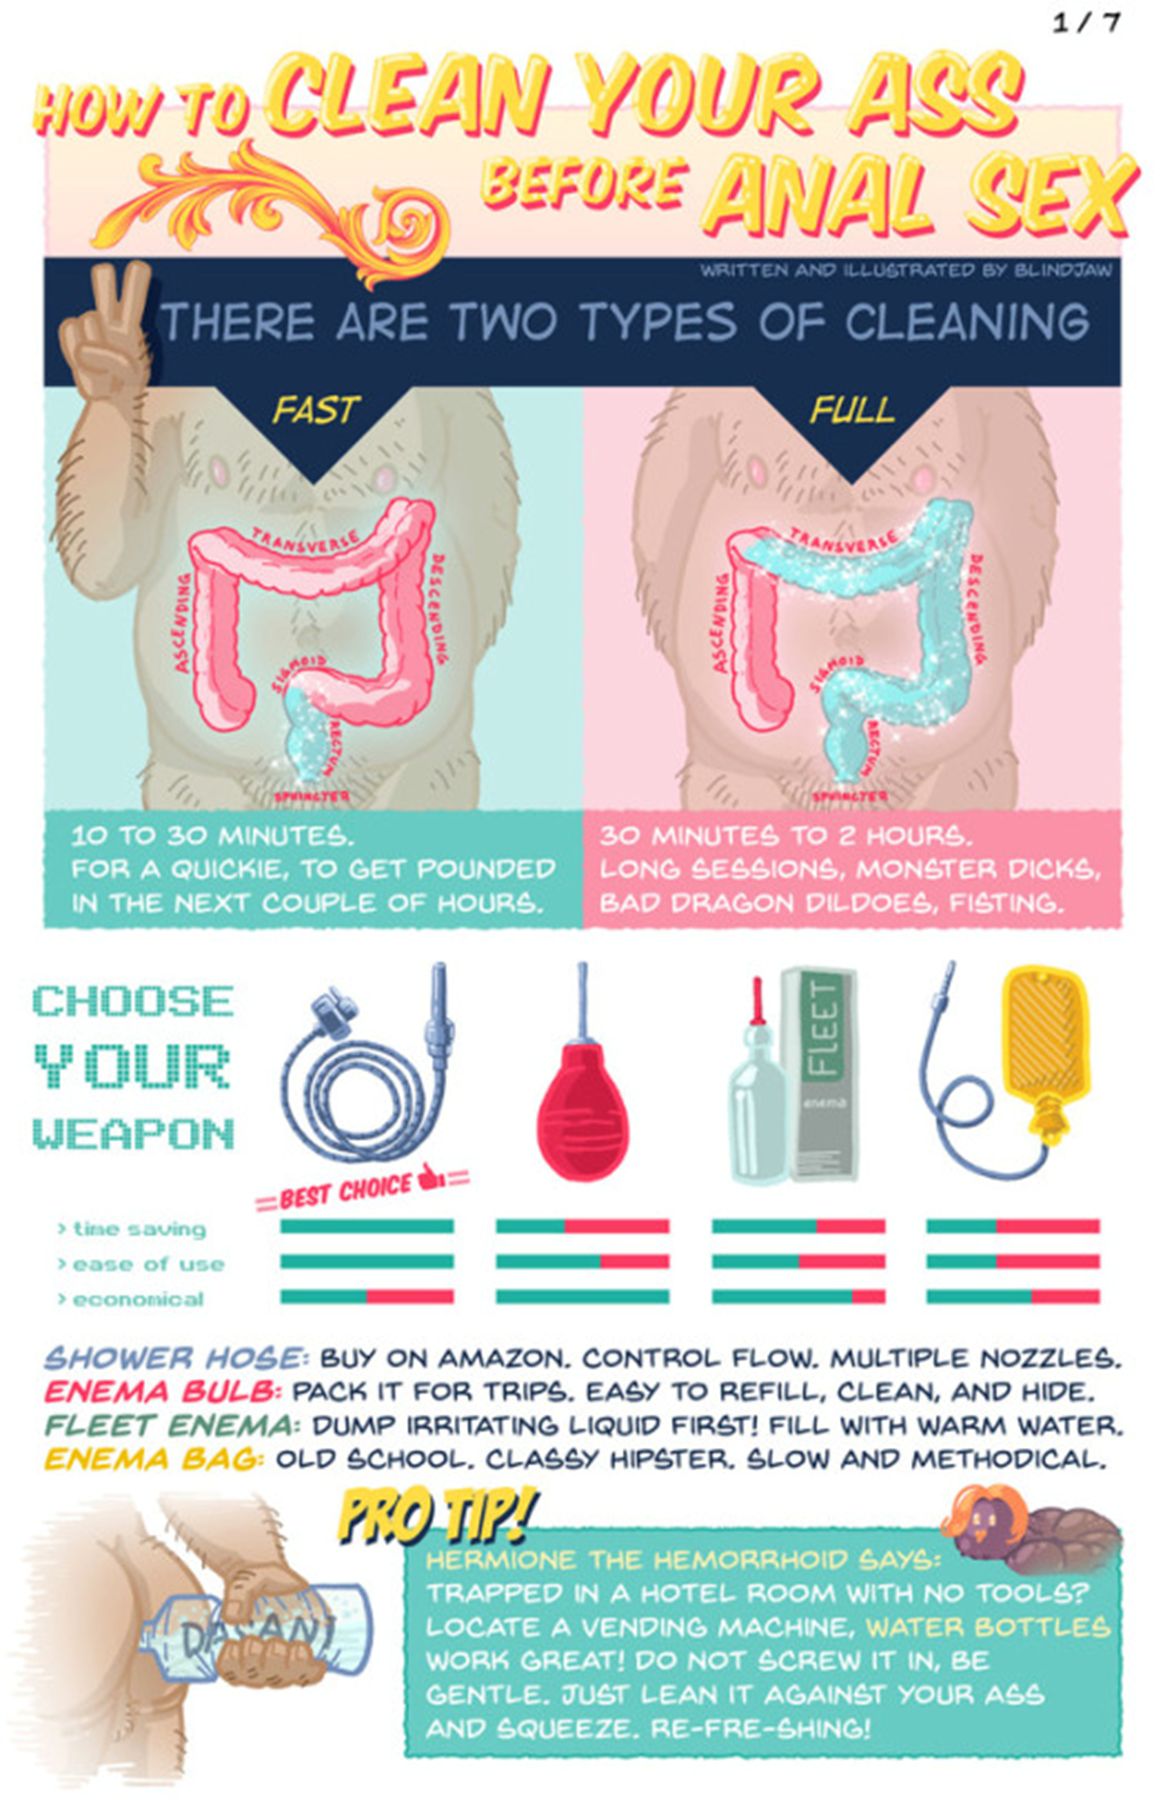 1 / 7
HOW TO CLEAN YOUR ASS
BEFORE ANAL SEX
WRITTEN AND ILLUSTRATED BY BLINDJAW
THERE ARE TWO TYPES OF CLEANING
FAST
FULL
TRANSVERSE
ASCENDING
DESCENDING
SIGMOID
RECTUM
SPHINCTER
TRANSVERSE
ASCENDING
DESCENDING
SIGMOID
RECTUM
SPHINCTER
10 TO 30 MINUTES.
FOR A QUICKIE, TO GET POUNDED
IN THE NEXT COUPLE OF HOURS.
30 MINUTES TO 2 HOURS.
LONG SESSIONS, MONSTER DICKS,
BAD DRAGON DILDOES, FISTING.
CHOOSE
YOUR
WEAPON
FLEET
enema
BEST CHOICE
> time saving
> ease of use
> economical
SHOWER HOSE: BUY ON AMAZON. CONTROL FLOW. MULTIPLE NOZZLES.
ENEMA BULB: PACK IT FOR TRIPS. EASY TO REFILL, CLEAN, AND HIDE.
FLEET ENEMA: DUMP IRRITATING LIQUID FIRST! FILL WITH WARM WATER.
ENEMA BAG: OLD SCHOOL. CLASSY HIPSTER. SLOW AND METHODICAL.
PRO TIP!
HERMIONE THE HEMORRHOID SAYS:
TRAPPED IN A HOTEL ROOM WITH NO TOOLS?
LOCATE A VENDING MACHINE, WATER BOTTLES
WORK GREAT! DO NOT SCREW IT IN, BE
GENTLE. JUST LEAN IT AGAINST YOUR ASS
AND SQUEEZE. RE-FRE-SHING!
DASANI